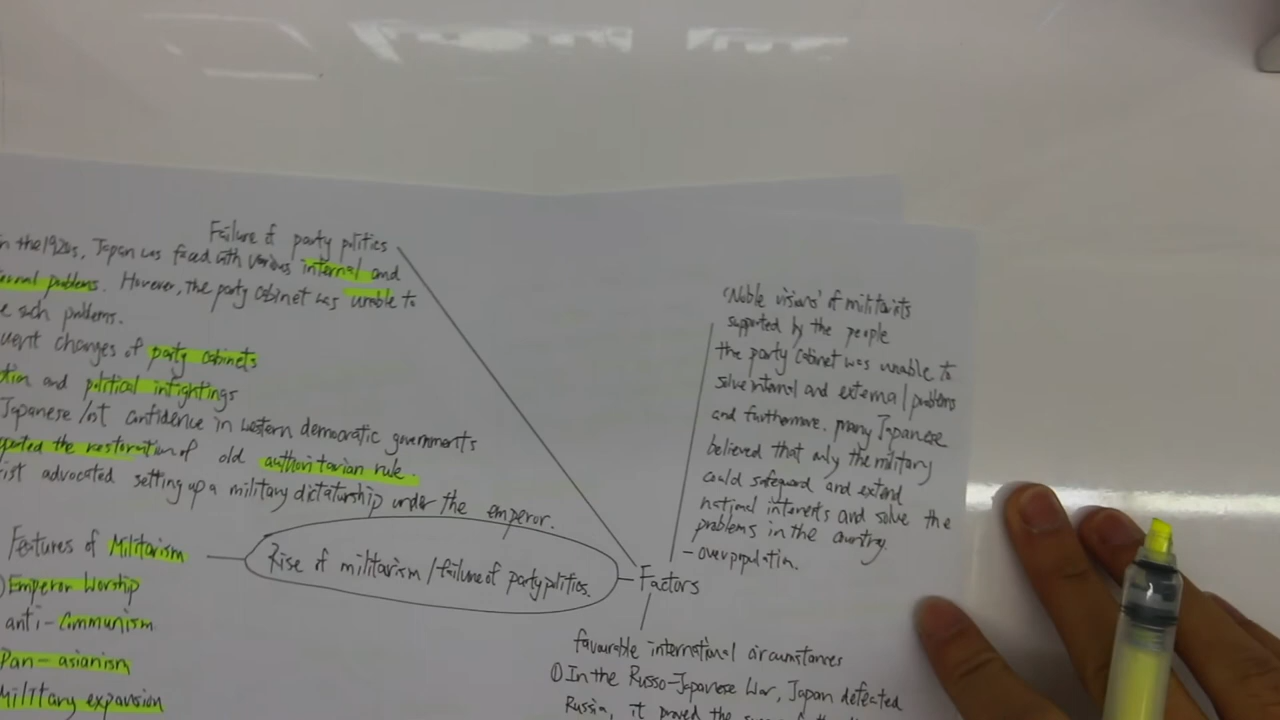 Failure of party politics
in the 1920s, Japan was faced with various internal and
problems. However, the party cabinet was unable to
such problems.
changes of party cabinets
and political infightings
Japanese lost confidence in western democratic governments
the restoration of old authoritarian rule.
advocated setting up a military dictatorship under the emperor.
Features of Militarism
Emperor Worship
anti-communism
Pan-asianism
Military expansion
Rise of militarism/failure of party politics.
Factors
'Noble visions' of militarists
supported by the people
the party cabinet was unable to
solve internal and external problems
and furthermore, many Japanese
believed that only the military
could safeguard and extend
national interests and solve the
problems in the country.
- overpopulation.
favourable international circumstances
① In the Russo-Japanese War, Japan defeated
Russia, it proved the